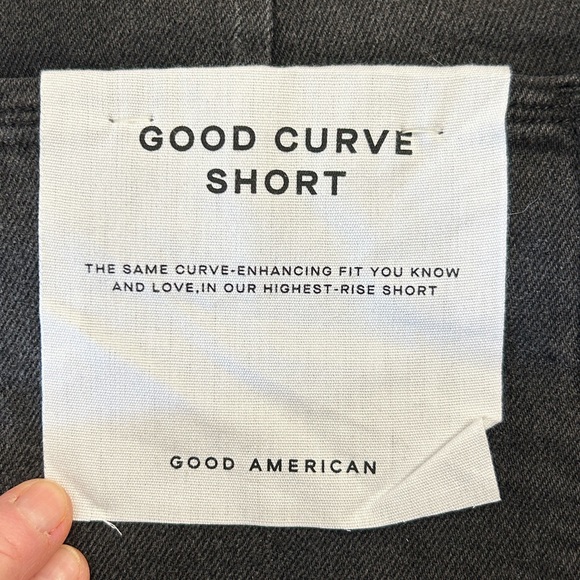 GOOD CURVE
SHORT
THE SAME CURVE-ENHANCING FIT YOU KNOW
AND LOVE,IN OUR HIGHEST-RISE SHORT
GOOD AMERICAN